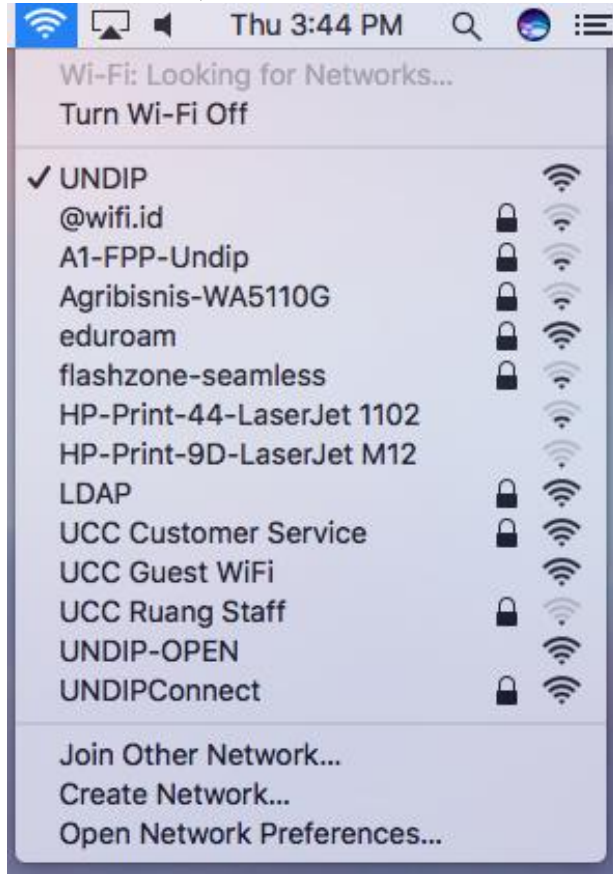 Thu 3:44 PM
Wi-Fi: Looking for Networks...
Turn Wi-Fi Off
UNDIP
@wifi.id
A1-FPP-Undip
Agribisnis-WA5110G
eduroam
flashzone-seamless
HP-Print-44-LaserJet 1102
HP-Print-9D-LaserJet M12
LDAP
UCC Customer Service
UCC Guest WiFi
UCC Ruang Staff
UNDIP-OPEN
UNDIPConnect
Join Other Network...
Create Network...
Open Network Preferences...